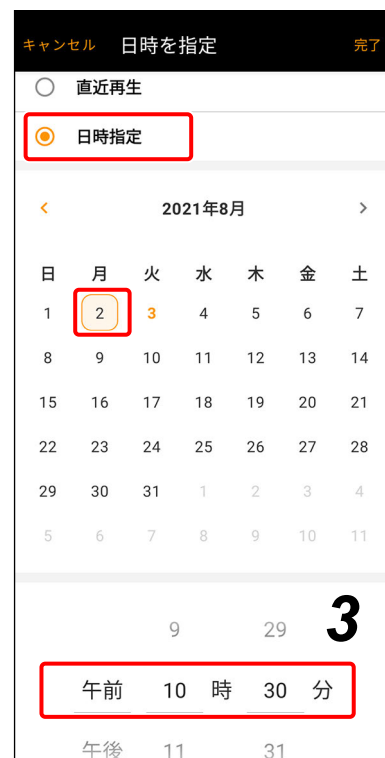 キャンセル 日時を指定 完了
直近再生
日時指定
< 2021年8月 >
日 月 火 水 木 金 土
1 2 3 4 5 6 7
8 9 10 11 12 13 14
15 16 17 18 19 20 21
22 23 24 25 26 27 28
29 30 31 1 2 3 4
5 6 7 8 9 10 11
9 29 3
午前 10 時 30 分
午後 11 31